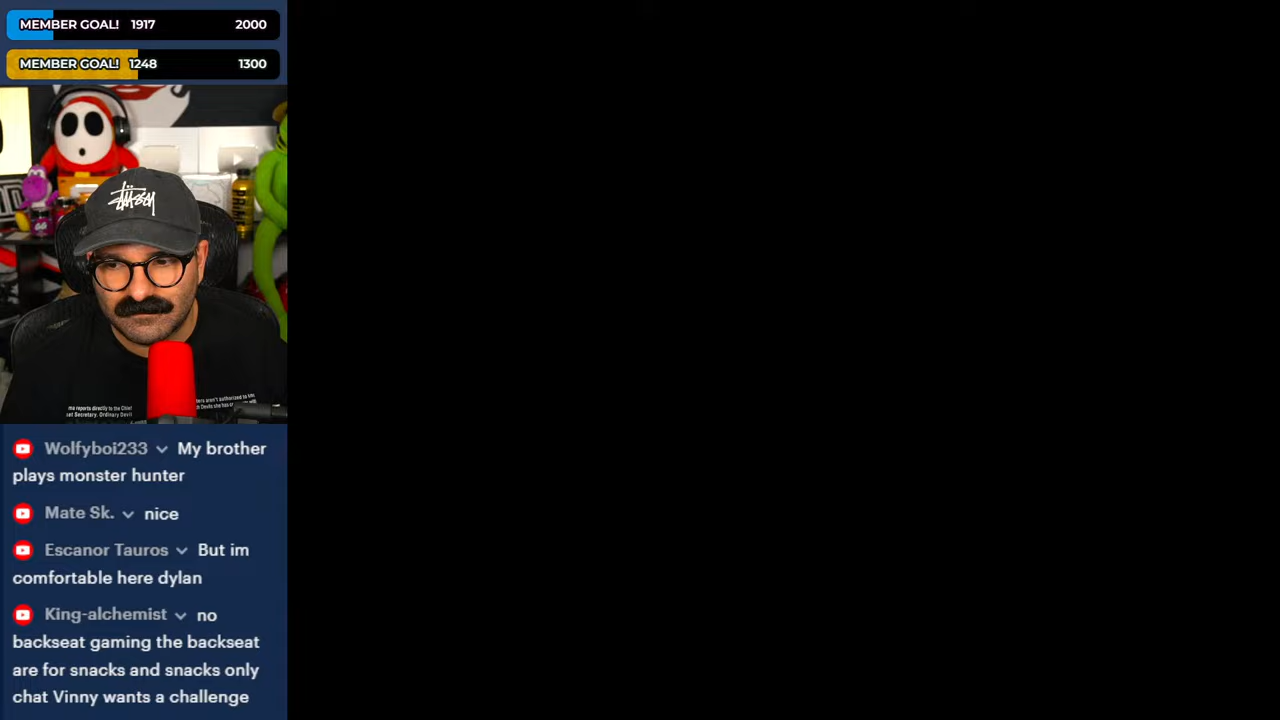 MEMBER GOAL! 1917 2000
MEMBER GOAL! 1248 1300
STÜSSY
Wolfyboi233 My brother
plays monster hunter
Mate Sk. nice
Escanor Tauros But im
comfortable here dylan
King-alchemist no
backseat gaming the backseat
are for snacks and snacks only
chat Vinny wants a challenge